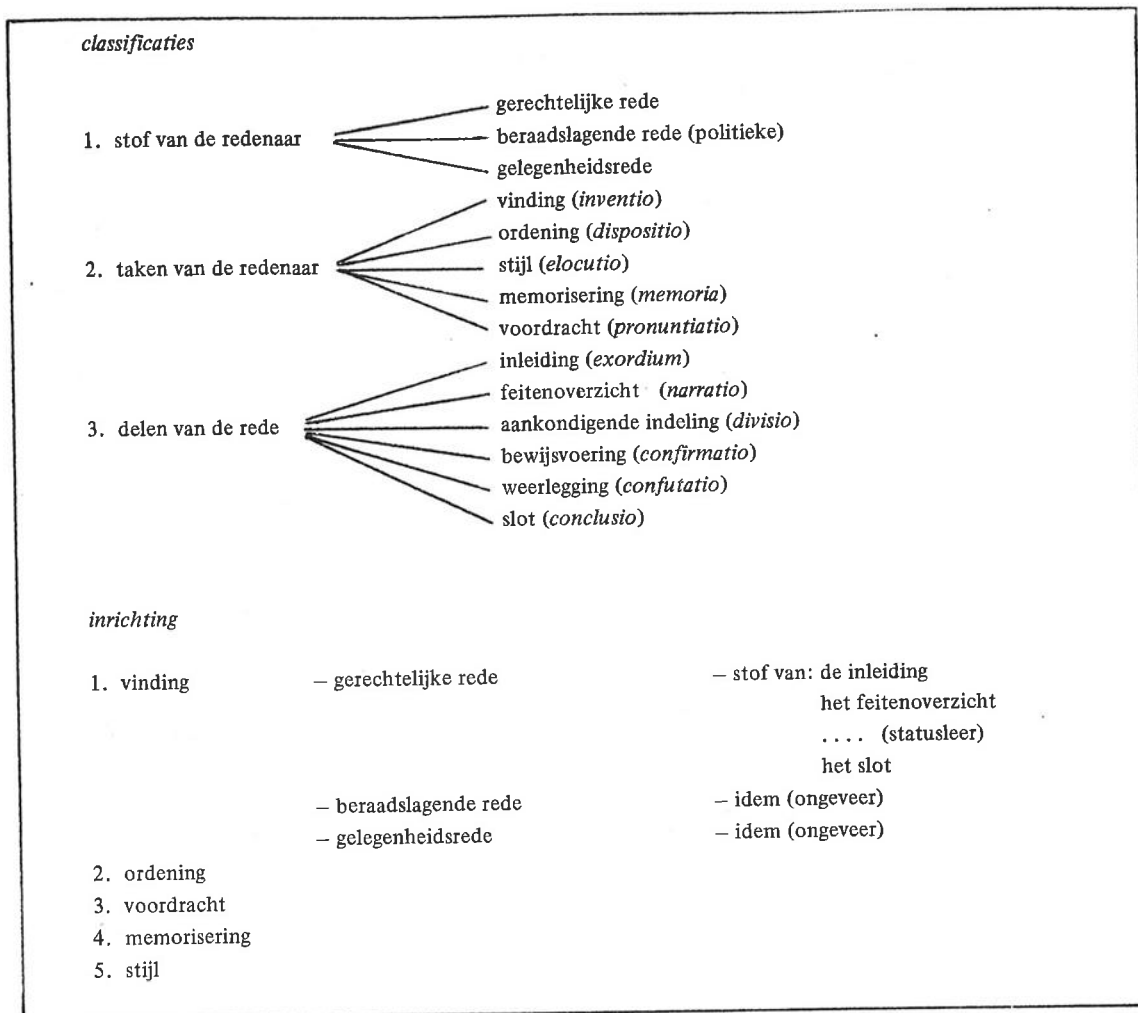 classificaties
gerechtelijke rede
1. stof van de redenaar
beraadslagende rede (politieke)
gelegenheidsrede
vinding (inventio)
ordening (dispositio)
2. taken van de redenaar
stijl (elocutio)
memorisering (memoria)
voordracht (pronuntiatio)
inleiding (exordium)
feitenoverzicht (narratio)
3. delen van de rede
aankondigende indeling (divisio)
bewijsvoering (confirmatio)
weerlegging (confutatio)
slot (conclusio)
inrichting
1. vinding – gerechtelijke rede – stof van: de inleiding
het feitenoverzicht
.... (statusleer)
het slot
– beraadslagende rede – idem (ongeveer)
– gelegenheidsrede – idem (ongeveer)
2. ordening
3. voordracht
4. memorisering
5. stijl